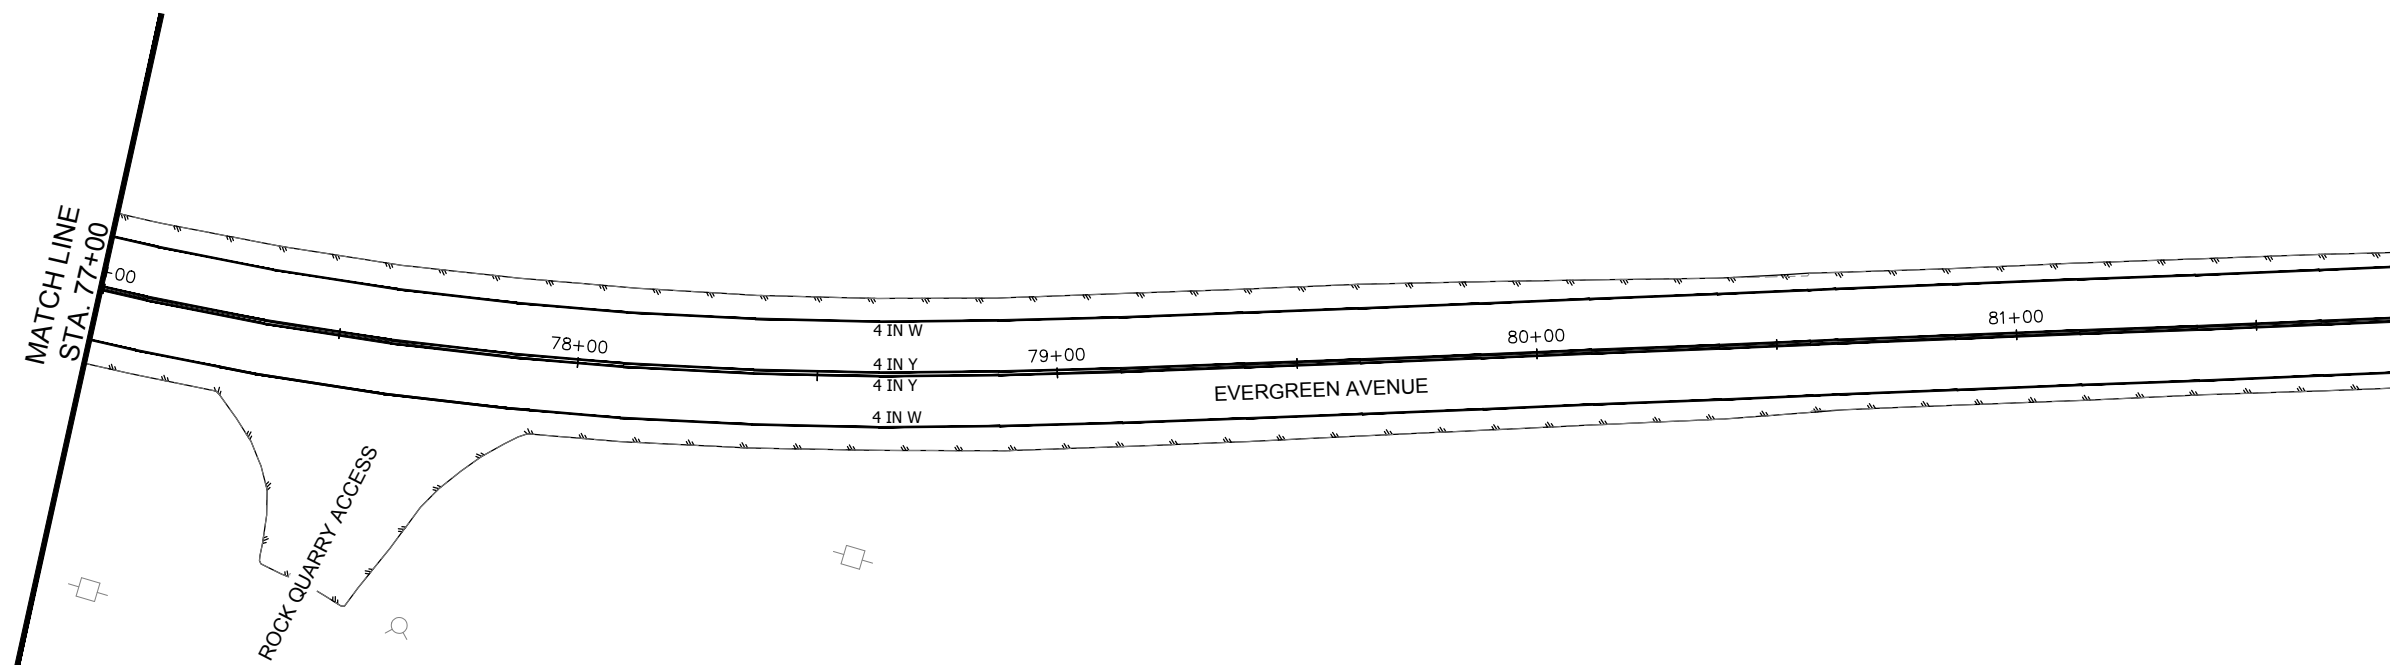 MATCH LINE
STA. 77+00
+00
78+00
79+00
80+00
81+00
4 IN W
4 IN Y
4 IN Y
4 IN W
EVERGREEN AVENUE
ROCK QUARRY ACCESS